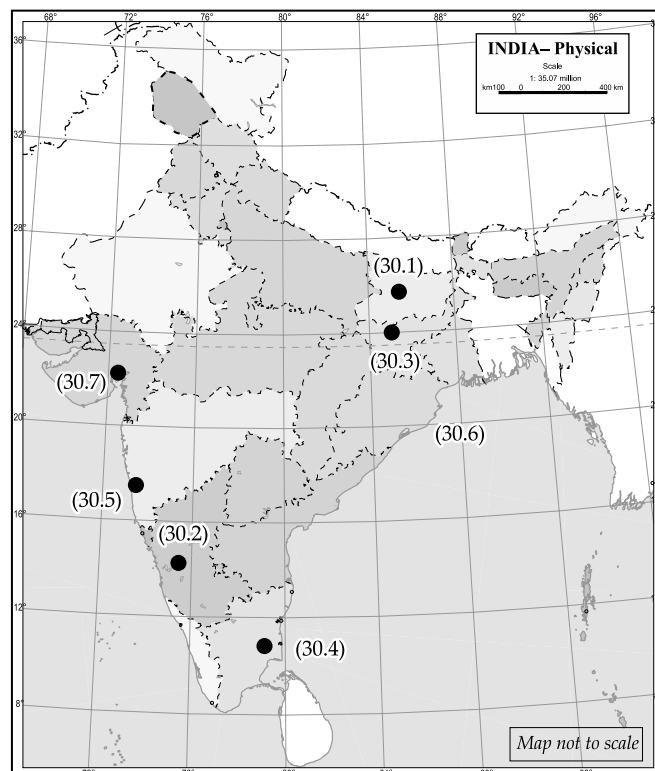 68° 72° 76° 80° 84° 88° 92° 96°
36°
INDIA– Physical
Scale
1: 35.07 million
km100 0 200 400 km
32°
28°
(30.1)
24°
(30.3)
(30.7)
20°
(30.6)
(30.5)
16°
(30.2)
12°
(30.4)
8°
Map not to scale